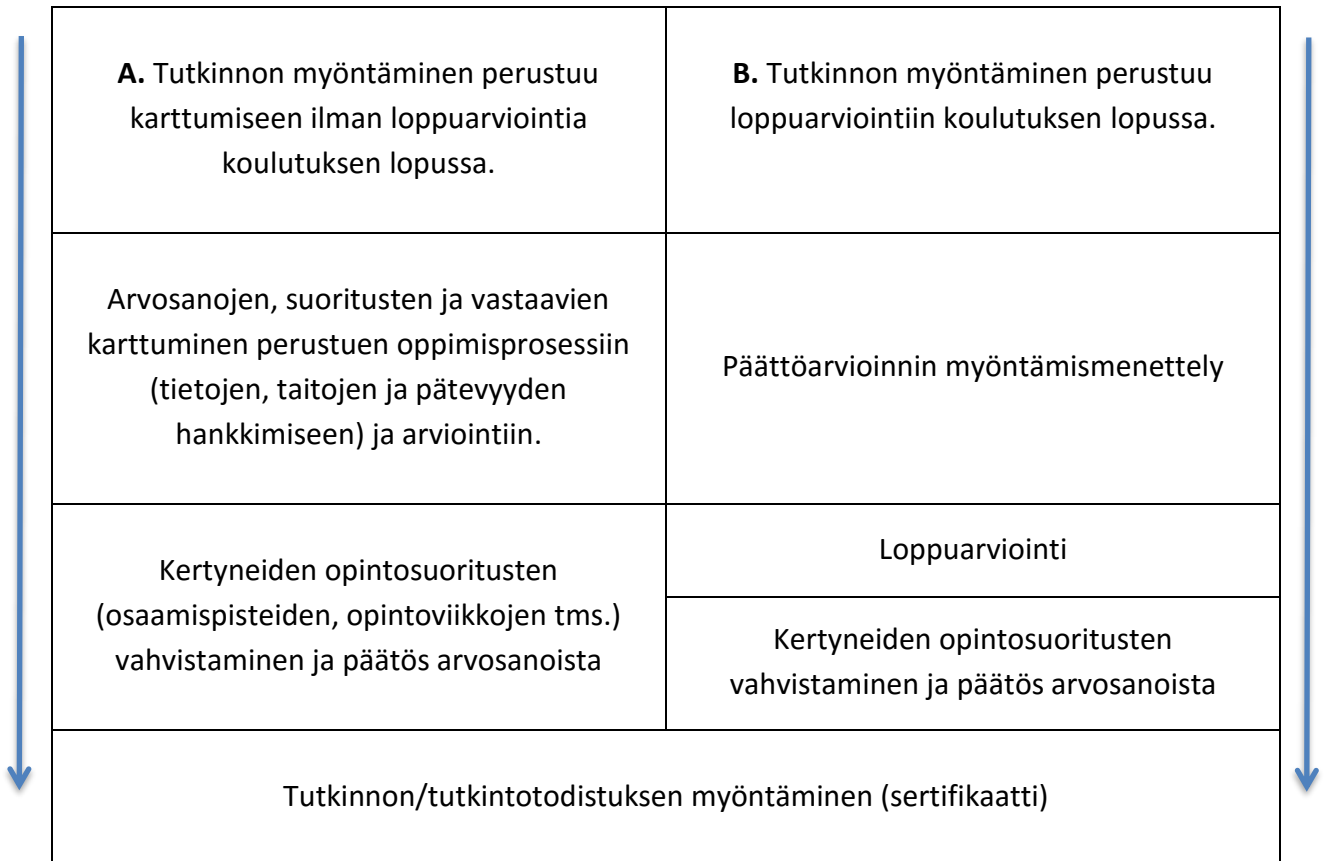 A. Tutkinnon myöntäminen perustuu
karttumiseen ilman loppuarviointia
koulutuksen lopussa.
B. Tutkinnon myöntäminen perustuu
loppuarviointiin koulutuksen lopussa.
Arvosanojen, suoritusten ja vastaavien
karttuminen perustuen oppimisprosessiin
(tietojen, taitojen ja pätevyyden
hankkimiseen) ja arviointiin.
Päättöarvioinnin myöntämismenettely
Kertyneiden opintosuoritusten
(osaamispisteiden, opintoviikkojen tms.)
vahvistaminen ja päätös arvosanoista
Loppuarviointi
Kertyneiden opintosuoritusten
vahvistaminen ja päätös arvosanoista
Tutkinnon/tutkintotodistuksen myöntäminen (sertifikaatti)